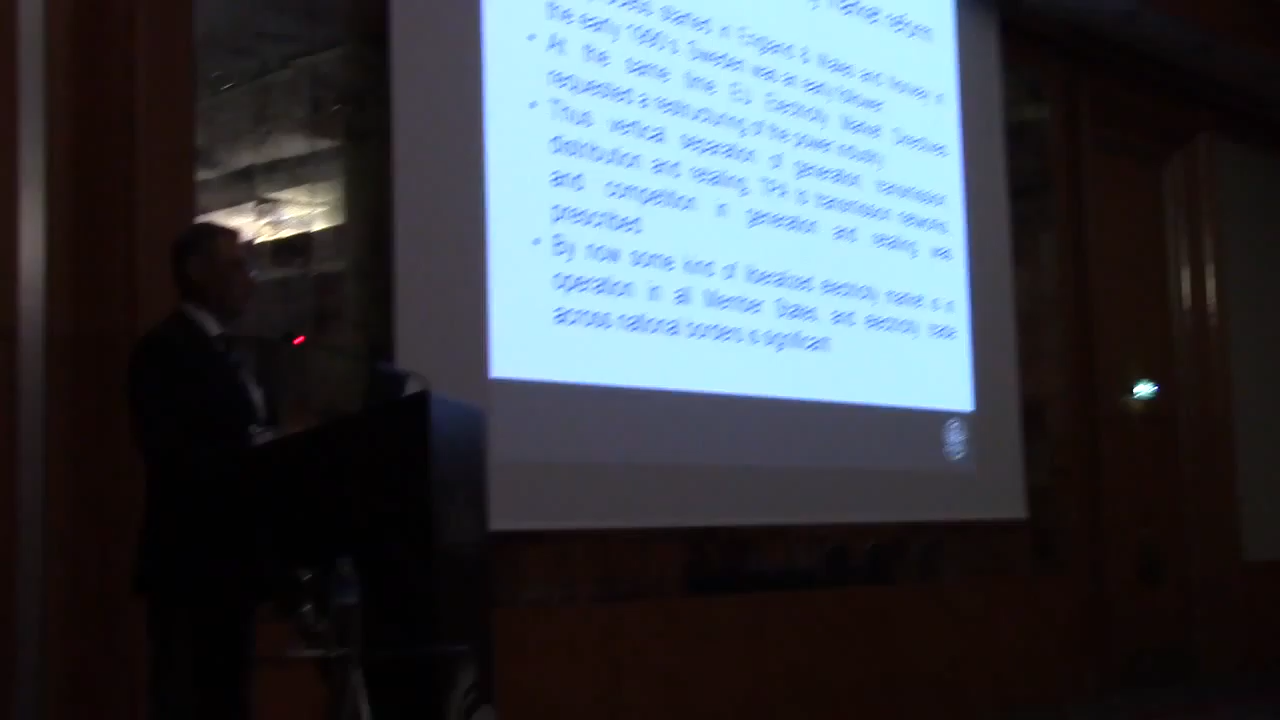 market reform
started in England & Wales and Norway in
the early 1990's. Sweden was an early follower.
• At the same time EU Electricity Market Directives
requested a restructuring of the power industry.
• Thus vertical separation of generation, transmission,
distribution and retailing, TPA to transmission networks
and competition in generation and retailing was
prescribed.
• By now some kind of liberalized electricity market is in
operation in all Member States and electricity trade
across national borders is significant.